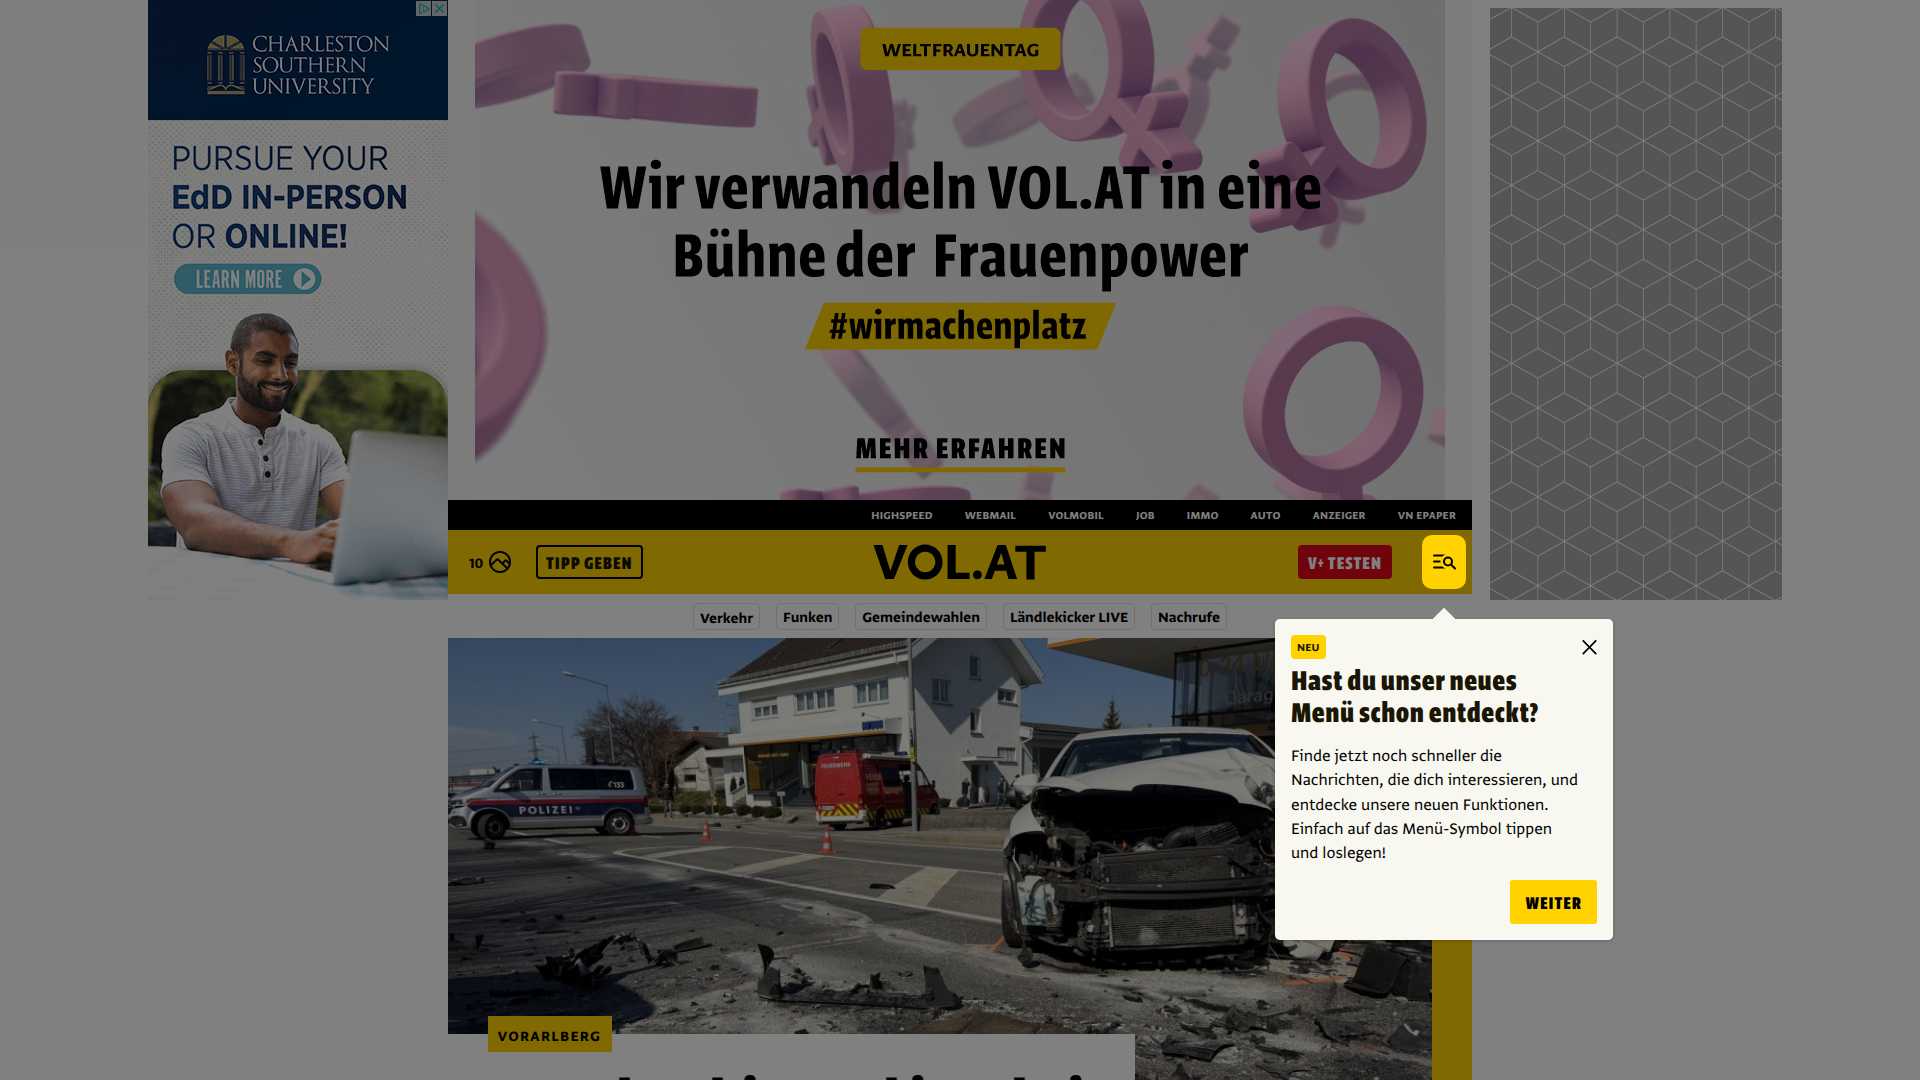 CHARLESTON
SOUTHERN
UNIVERSITY
PURSUE YOUR
EdD IN-PERSON
OR ONLINE!
LEARN MORE
WELTFRAUENTAG
Wir verwandeln VOL.AT in eine
Bühne der Frauenpower
#wirmachenplatz
MEHR ERFAHREN
HIGHSPEED WEBMAIL VOLMOBIL JOB IMMO AUTO ANZEIGER VN EPAPER
10 TIPP GEBEN VOL.AT V+ TESTEN
Verkehr Funken Gemeindewahlen Ländlekicker LIVE Nachrufe
NEU
Hast du unser neues
Menü schon entdeckt?
Finde jetzt noch schneller die
Nachrichten, die dich interessieren, und
entdecke unsere neuen Funktionen.
Einfach auf das Menü-Symbol tippen
und loslegen!
WEITER
FEUERWEHR
POLIZEI
133
VORARLBERG